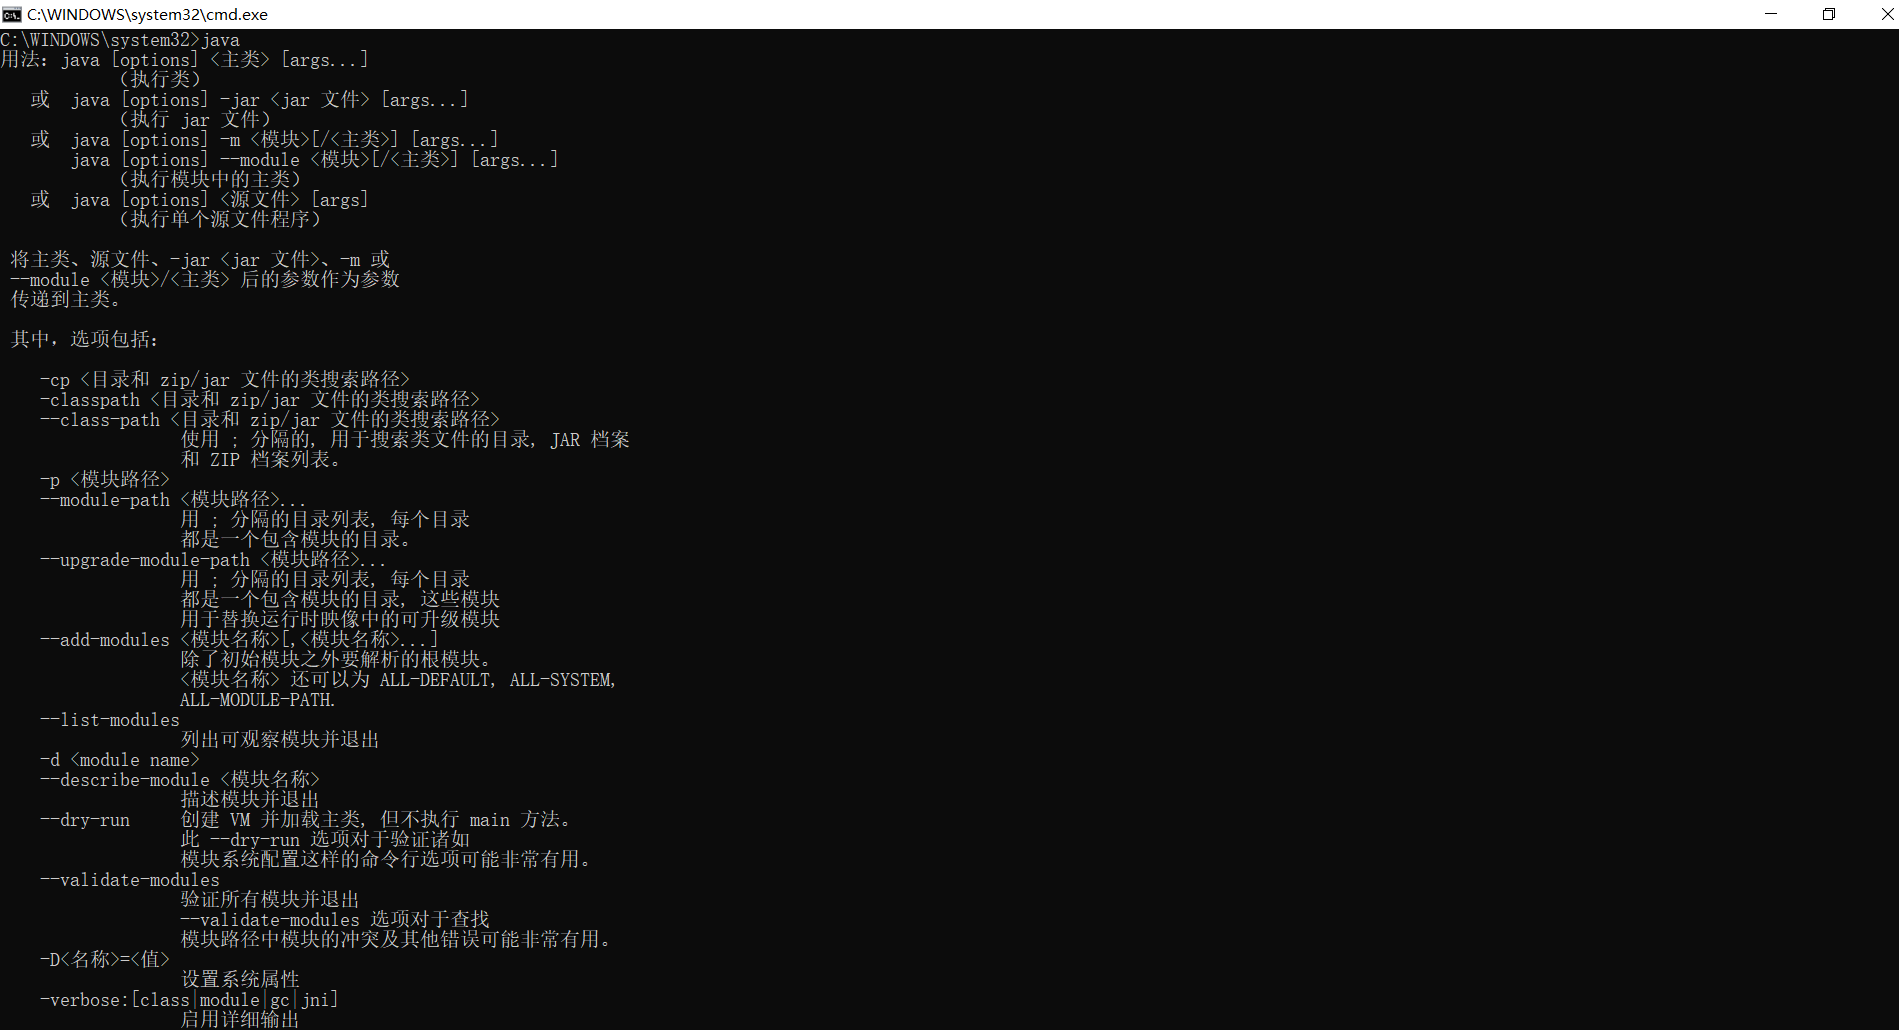 C:\WINDOWS\system32\cmd.exe
C:\WINDOWS\system32>java
用法：java [options] <主类> [args...]
（执行类）
或 java [options] -jar <jar 文件> [args...]
（执行 jar 文件）
或 java [options] -m <模块>[/<主类>] [args...]
java [options] --module <模块>[/<主类>] [args...]
（执行模块中的主类）
或 java [options] <源文件> [args]
（执行单个源文件程序）
将主类、源文件、-jar <jar 文件>、-m 或
--module <模块>/<主类> 后的参数作为参数
传递到主类。
其中，选项包括：
-cp <目录和 zip/jar 文件的类搜索路径>
-classpath <目录和 zip/jar 文件的类搜索路径>
--class-path <目录和 zip/jar 文件的类搜索路径>
使用 ; 分隔的, 用于搜索类文件的目录, JAR 档案
和 ZIP 档案列表。
-p <模块路径>
--module-path <模块路径>...
用 ; 分隔的目录列表, 每个目录
都是一个包含模块的目录。
--upgrade-module-path <模块路径>...
用 ; 分隔的目录列表, 每个目录
都是一个包含模块的目录, 这些模块
用于替换运行时映像中的可升级模块
--add-modules <模块名称>[,<模块名称>...]
除了初始模块之外要解析的根模块。
<模块名称> 还可以为 ALL-DEFAULT, ALL-SYSTEM,
ALL-MODULE-PATH.
--list-modules
列出可观察模块并退出
-d <module name>
--describe-module <模块名称>
描述模块并退出
--dry-run 创建 VM 并加载主类, 但不执行 main 方法。
此 --dry-run 选项对于验证诸如
模块系统配置这样的命令行选项可能非常有用。
--validate-modules
验证所有模块并退出
--validate-modules 选项对于查找
模块路径中模块的冲突及其他错误可能非常有用。
-D<名称>=<值>
设置系统属性
-verbose:[class|module|gc|jni]
启用详细输出